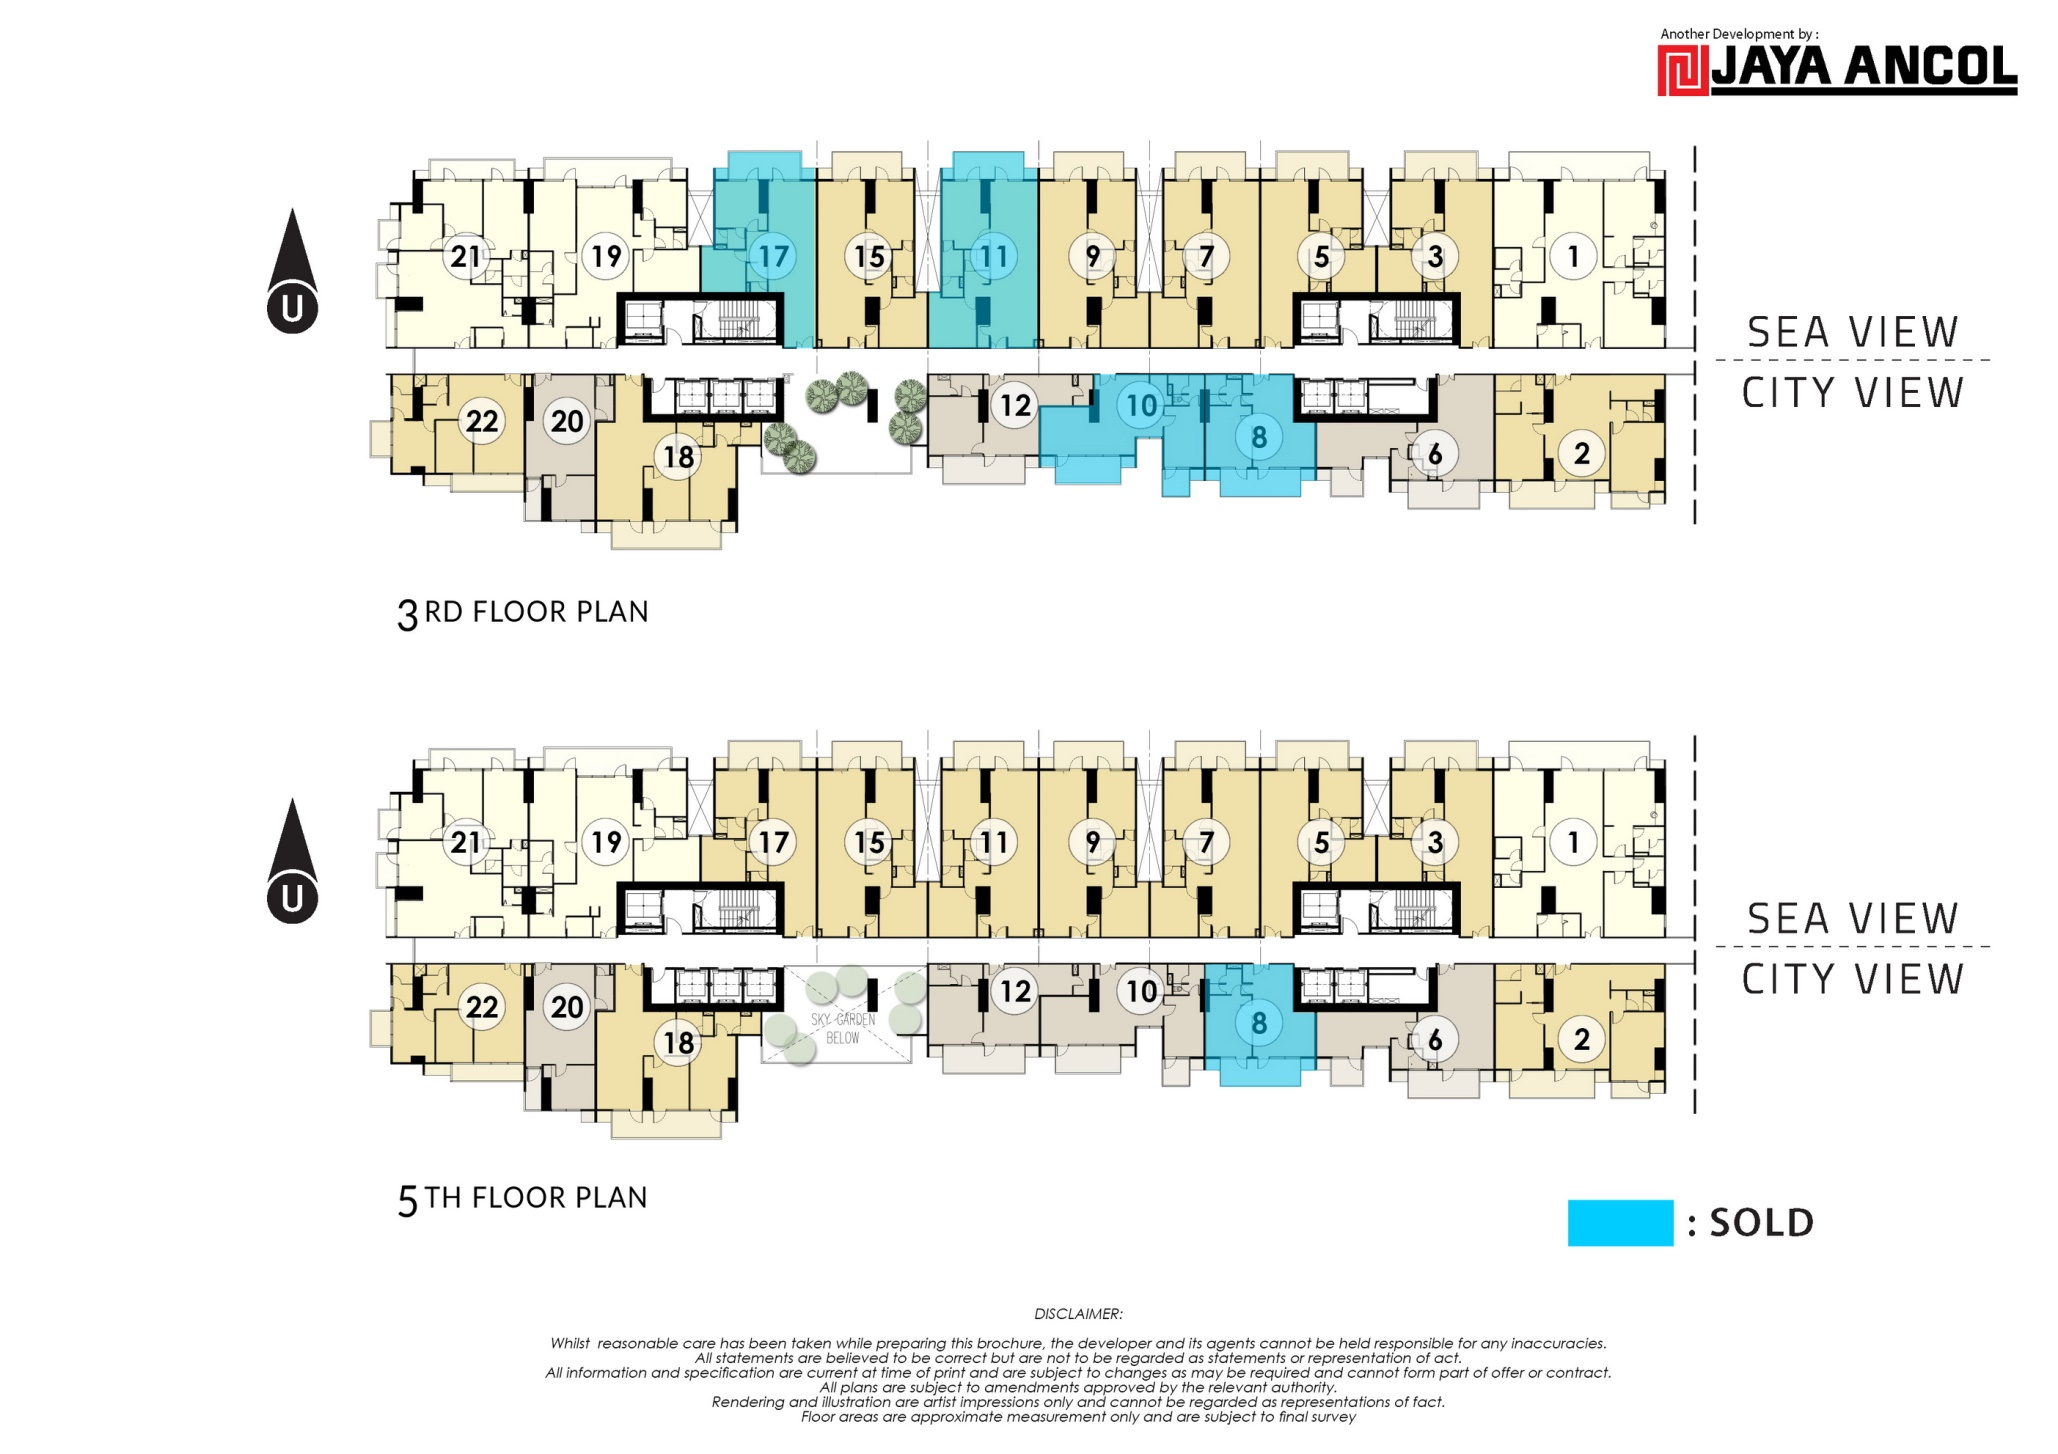 Another Development by :
JAYA ANCOL
21 19 17 15 11 9 7 5 3 1
U
SEA VIEW
CITY VIEW
22 20 18 12 10 8 6 2
3RD FLOOR PLAN
21 19 17 15 11 9 7 5 3 1
U
SEA VIEW
CITY VIEW
22 20 18 12 10 8 6 2
SKY GARDEN
BELOW
5TH FLOOR PLAN
: SOLD
DISCLAIMER:
Whilst reasonable care has been taken while preparing this brochure, the developer and its agents cannot be held responsible for any inaccuracies.
All statements are believed to be correct but are not to be regarded as statements or representation of act.
All information and specification are current at time of print and are subject to changes as may be required and cannot form part of offer or contract.
All plans are subject to amendments approved by the relevant authority.
Rendering and illustration are artist impressions only and cannot be regarded as representations of fact.
Floor areas are approximate measurement only and are subject to final survey